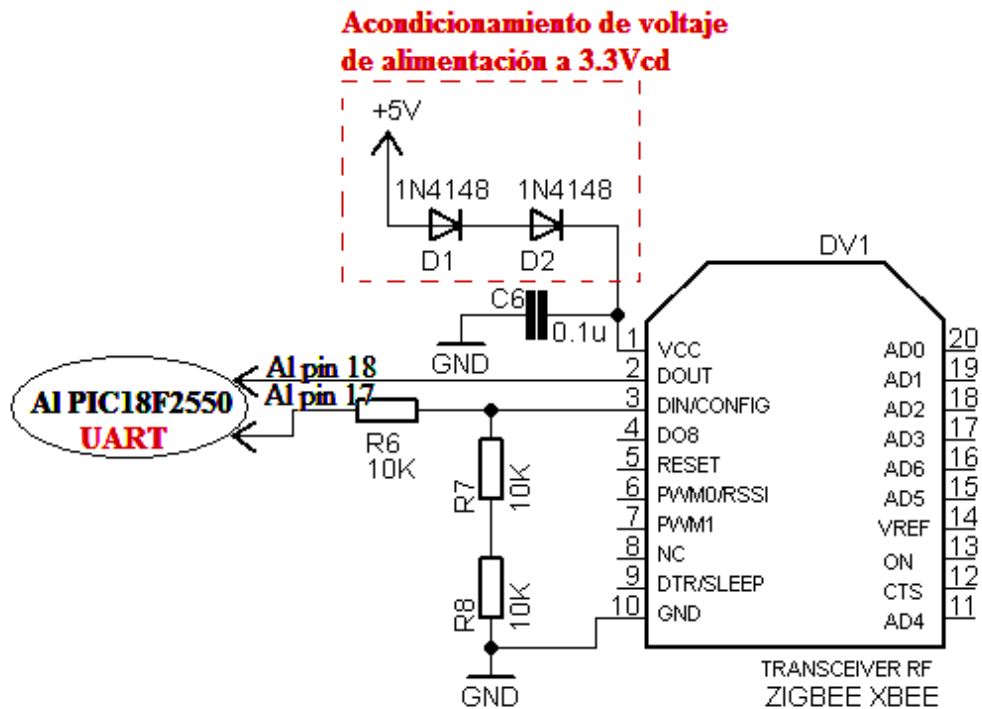 Acondicionamiento de voltaje
de alimentación a 3.3Vcd
+5V
1N4148 1N4148
D1 D2
C6
0.1u
GND
Al PIC18F2550
UART
Al pin 18
Al pin 17
R6
10K
R7
10K
R8
10K
GND
DV1
1 VCC
2 DOUT
3 DIN/CONFIG
4 DO8
5 RESET
6 PWM0/RSSI
7 PWM1
8 NC
9 DTR/SLEEP
10 GND
AD0 20
AD1 19
AD2 18
AD3 17
AD6 16
AD5 15
VREF 14
ON 13
CTS 12
AD4 11
TRANSCEIVER RF
ZIGBEE XBEE